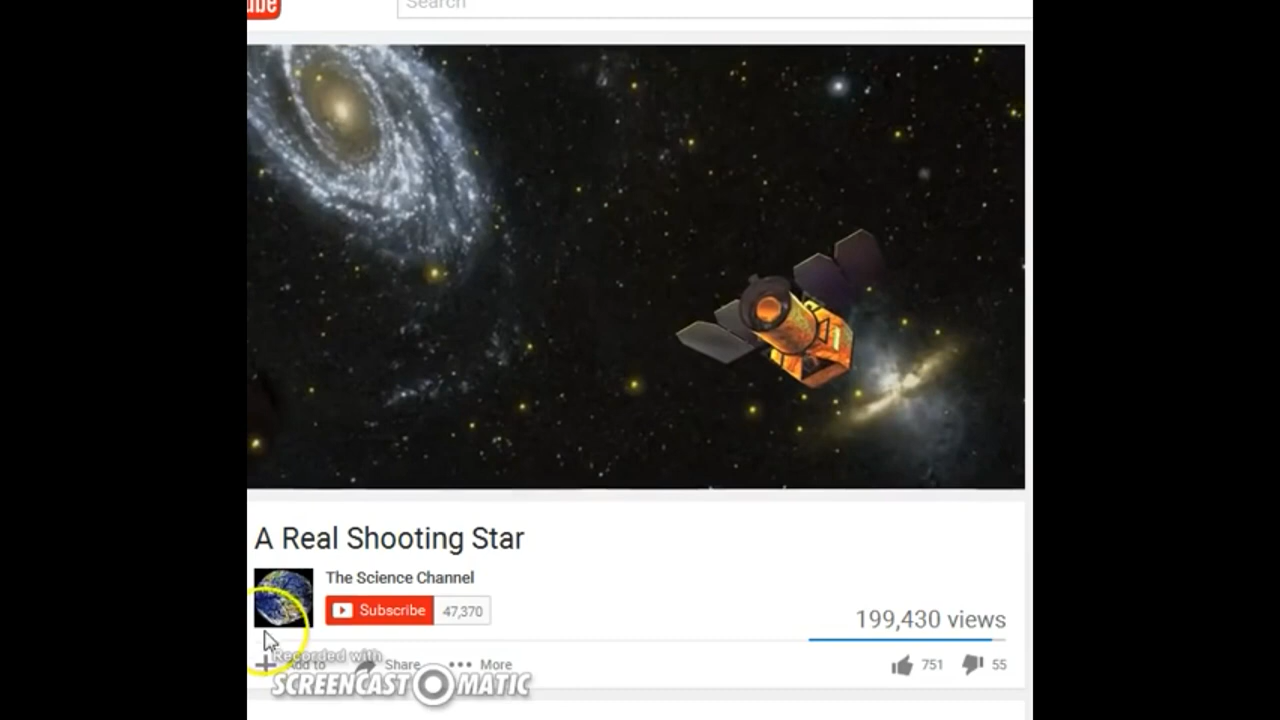 ube
Search
A Real Shooting Star
The Science Channel
Subscribe 47,370
199,430 views
Recorded with
Add to Share More
751 55
SCREENCAST O MATIC